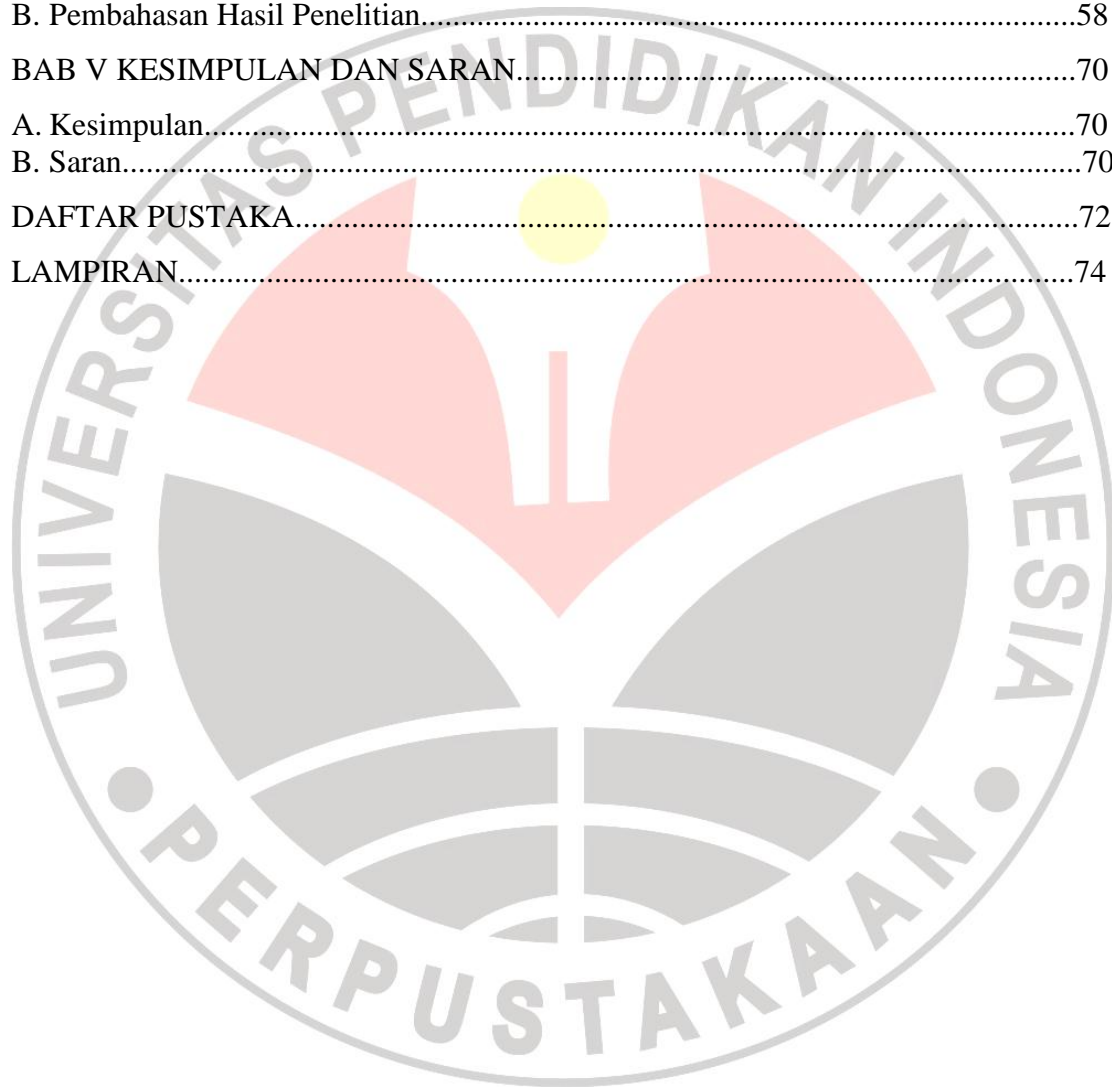 B. Pembahasan Hasil Penelitian.................................................................................58
BAB V KESIMPULAN DAN SARAN.....................................................................70
A. Kesimpulan.............................................................................................................70
B. Saran........................................................................................................................70
DAFTAR PUSTAKA..................................................................................................72
LAMPIRAN................................................................................................................74
UNIVERSITAS PENDIDIKAN INDONESIA
PERPUSTAKAAN